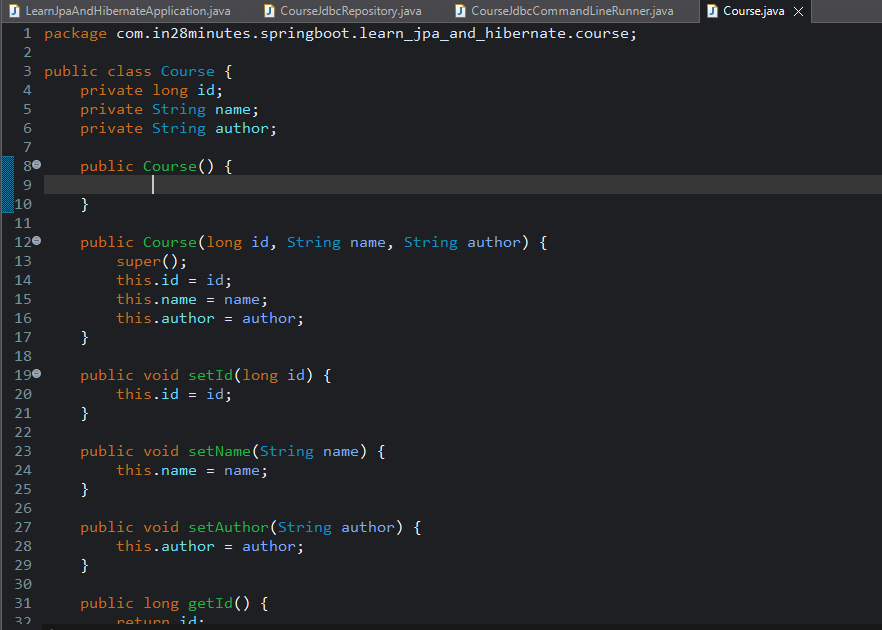 LearnJpaAndHibernateApplication.java CourseJdbcRepository.java CourseJdbcCommandLineRunner.java Course.java
1 package com.in28minutes.springboot.learn_jpa_and_hibernate.course;
2
3 public class Course {
4 private long id;
5 private String name;
6 private String author;
7
8 public Course() {
9
10 }
11
12 public Course(long id, String name, String author) {
13 super();
14 this.id = id;
15 this.name = name;
16 this.author = author;
17 }
18
19 public void setId(long id) {
20 this.id = id;
21 }
22
23 public void setName(String name) {
24 this.name = name;
25 }
26
27 public void setAuthor(String author) {
28 this.author = author;
29 }
30
31 public long getId() {
32 return id;